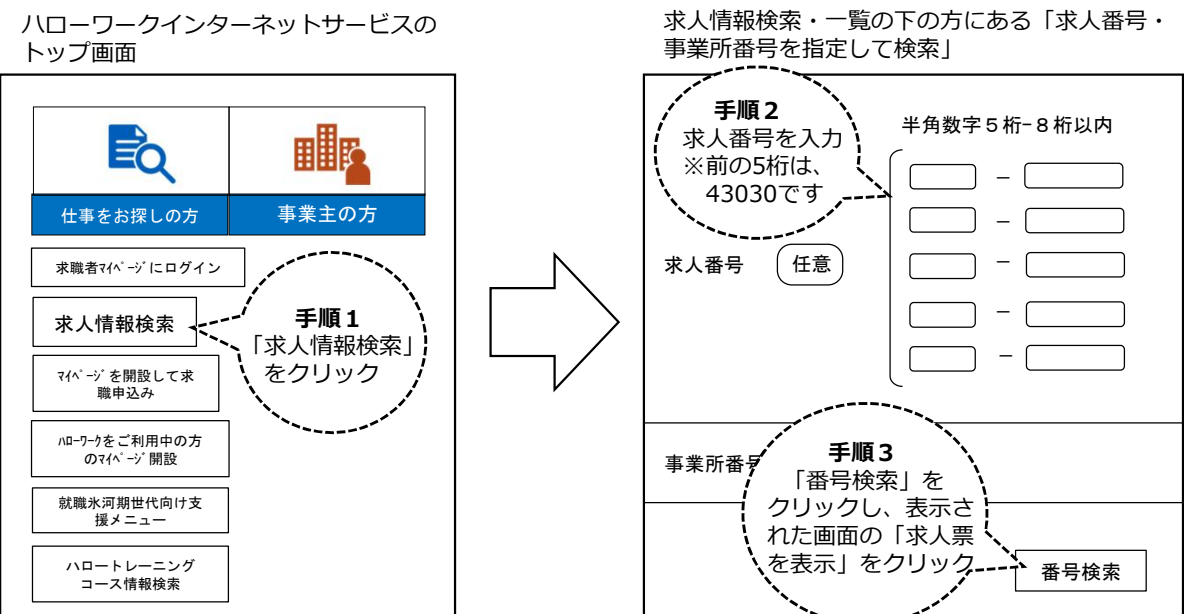 ハローワークインターネットサービスの
トップ画面
仕事をお探しの方
事業主の方
求職者ﾏｲﾍﾟｰｼﾞにログイン
求人情報検索
手順１
「求人情報検索」
をクリック
ﾏｲﾍﾟｰｼﾞを開設して求
職申込み
ﾊﾛｰﾜｰｸをご利用中の方
のﾏｲﾍﾟｰｼﾞ開設
就職氷河期世代向け支
援メニュー
ハロートレーニング
コース情報検索
求人情報検索・一覧の下の方にある「求人番号・
事業所番号を指定して検索」
手順２
求人番号を入力
※前の5桁は、
43030です
半角数字５桁−８桁以内
−
−
−
−
−
求人番号
任意
事業所番号
手順３
「番号検索」を
クリックし、表示さ
れた画面の「求人票
を表示」をクリック
番号検索